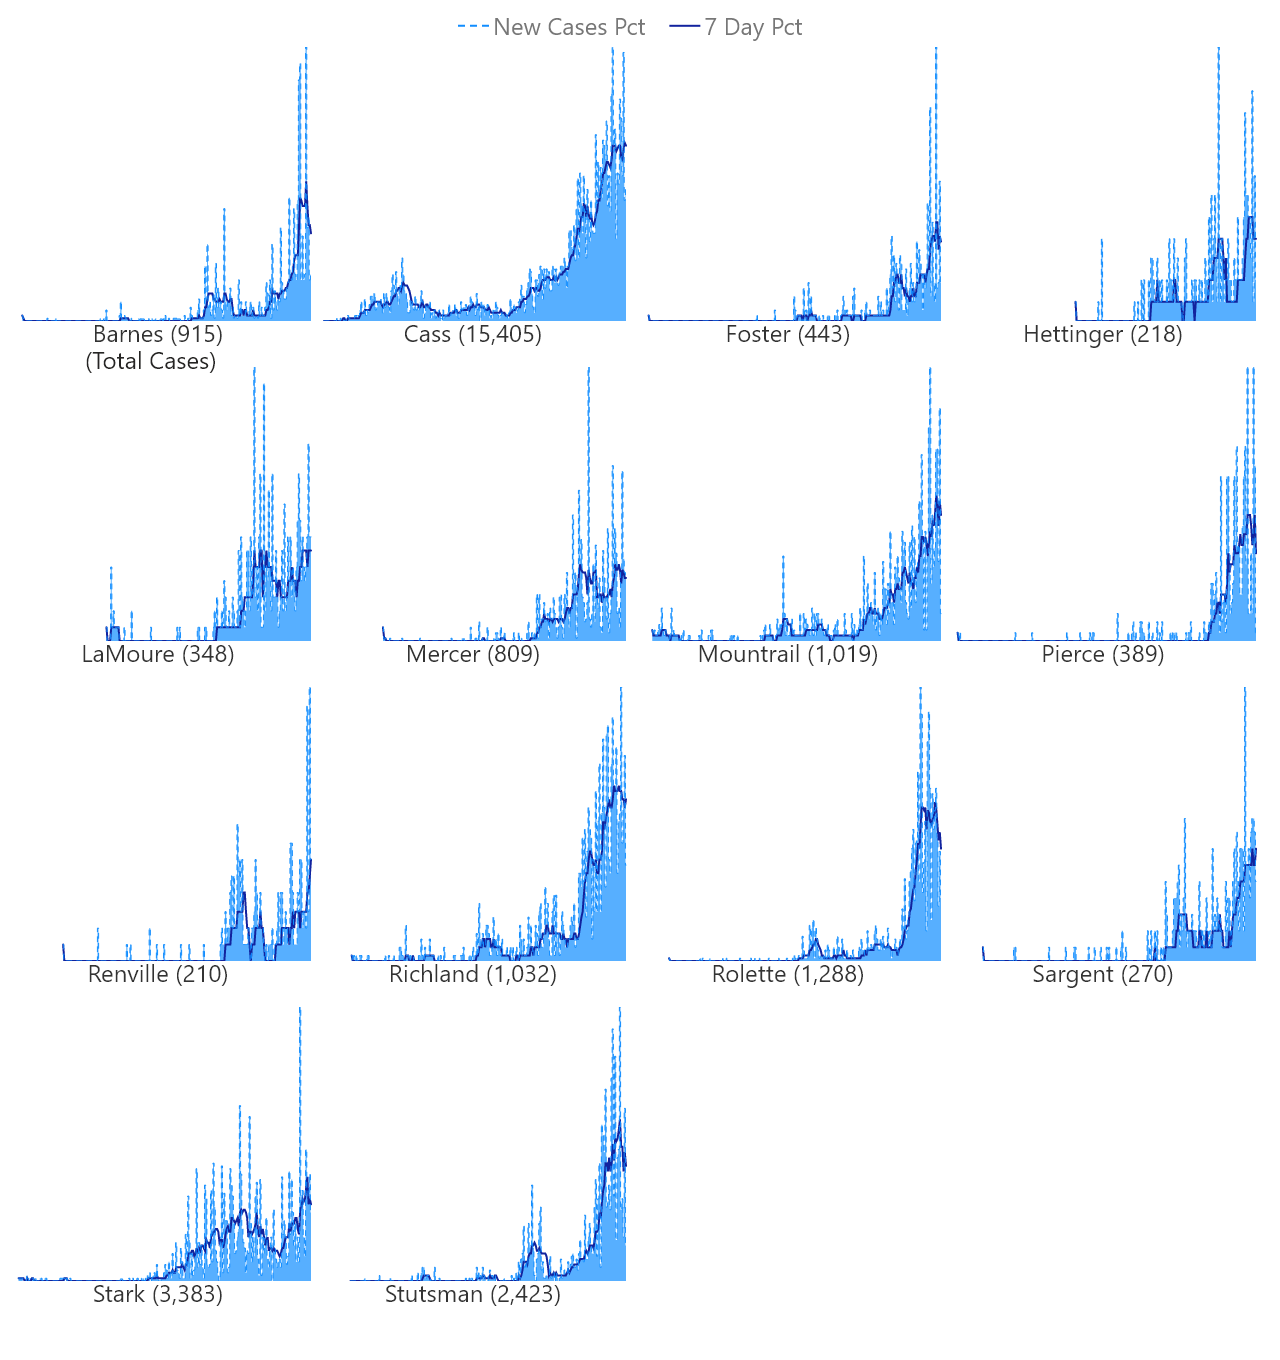 New Cases Pct 7 Day Pct
Barnes (915) Cass (15,405) Foster (443) Hettinger (218)
(Total Cases)
LaMoure (348) Mercer (809) Mountrail (1,019) Pierce (389)
Renville (210) Richland (1,032) Rolette (1,288) Sargent (270)
Stark (3,383) Stutsman (2,423)